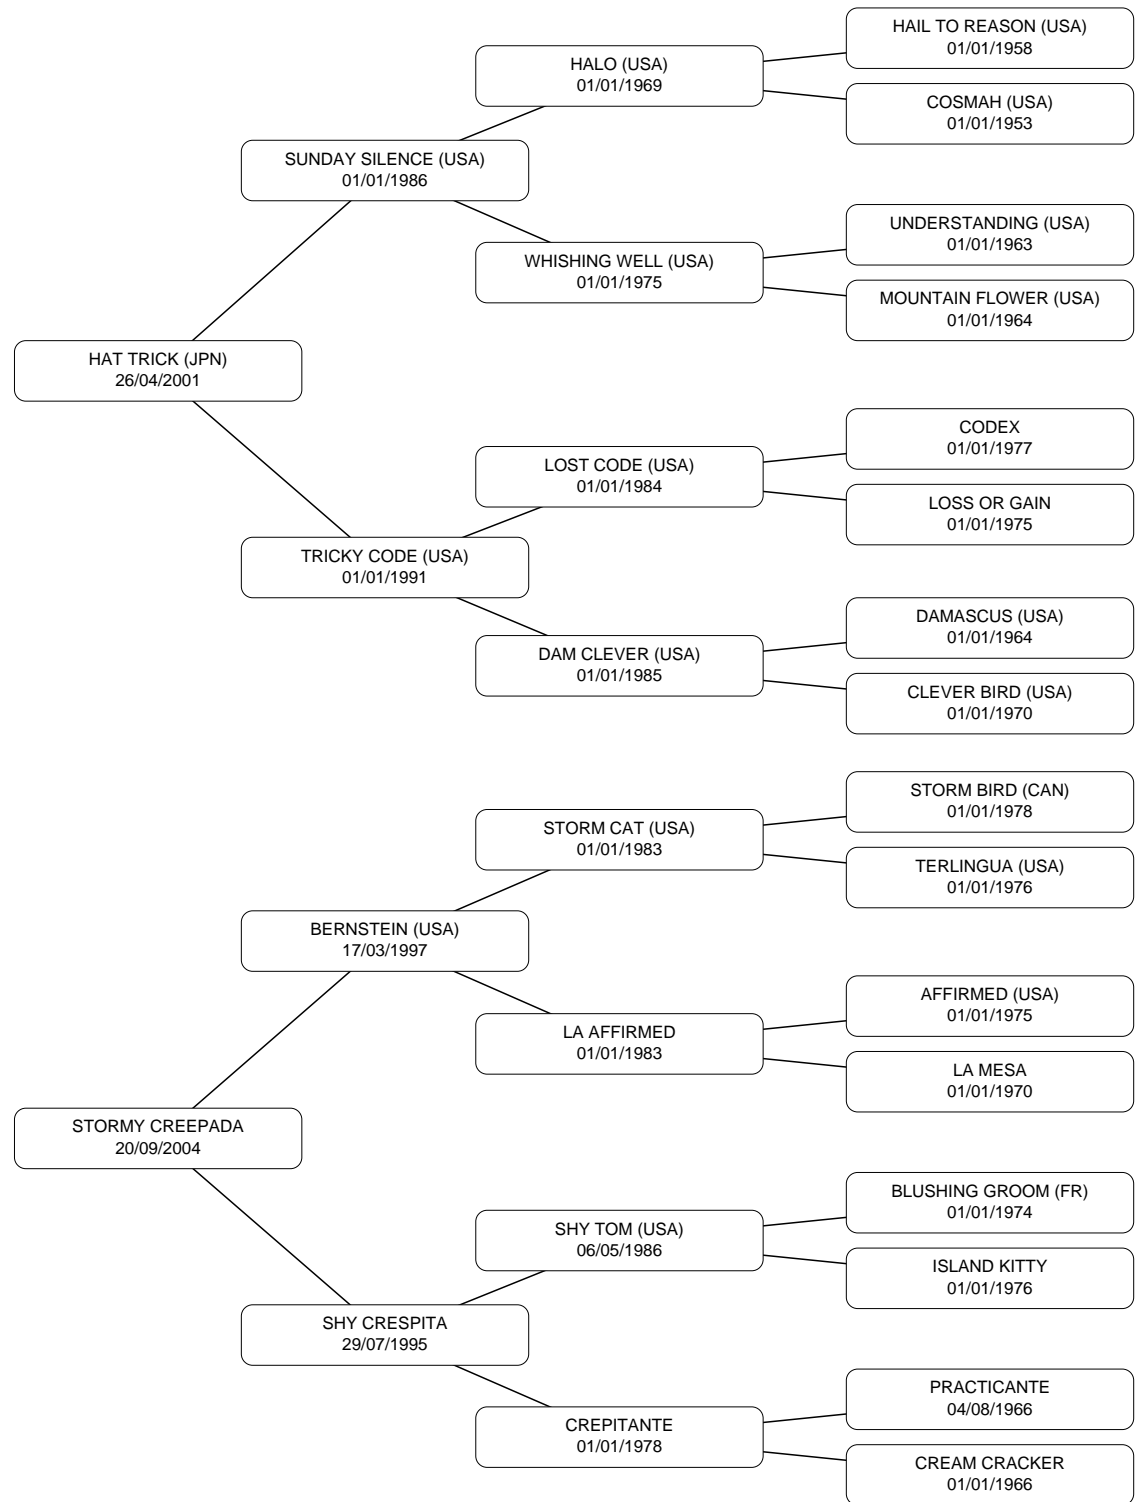 HAIL TO REASON (USA)
01/01/1958
HALO (USA)
01/01/1969
COSMAH (USA)
01/01/1953
SUNDAY SILENCE (USA)
01/01/1986
UNDERSTANDING (USA)
01/01/1963
WHISHING WELL (USA)
01/01/1975
MOUNTAIN FLOWER (USA)
01/01/1964
HAT TRICK (JPN)
26/04/2001
CODEX
01/01/1977
LOST CODE (USA)
01/01/1984
LOSS OR GAIN
01/01/1975
TRICKY CODE (USA)
01/01/1991
DAMASCUS (USA)
01/01/1964
DAM CLEVER (USA)
01/01/1985
CLEVER BIRD (USA)
01/01/1970
STORM BIRD (CAN)
01/01/1978
STORM CAT (USA)
01/01/1983
TERLINGUA (USA)
01/01/1976
BERNSTEIN (USA)
17/03/1997
AFFIRMED (USA)
01/01/1975
LA AFFIRMED
01/01/1983
LA MESA
01/01/1970
STORMY CREEPADA
20/09/2004
BLUSHING GROOM (FR)
01/01/1974
SHY TOM (USA)
06/05/1986
ISLAND KITTY
01/01/1976
SHY CRESPITA
29/07/1995
PRACTICANTE
04/08/1966
CREPITANTE
01/01/1978
CREAM CRACKER
01/01/1966